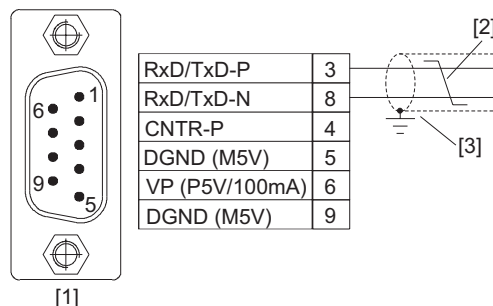 [2]
1
6
9
5
[1]
RxD/TxD-P 3
RxD/TxD-N 8
CNTR-P 4
DGND (M5V) 5
VP (P5V/100mA) 6
DGND (M5V) 9
[3]